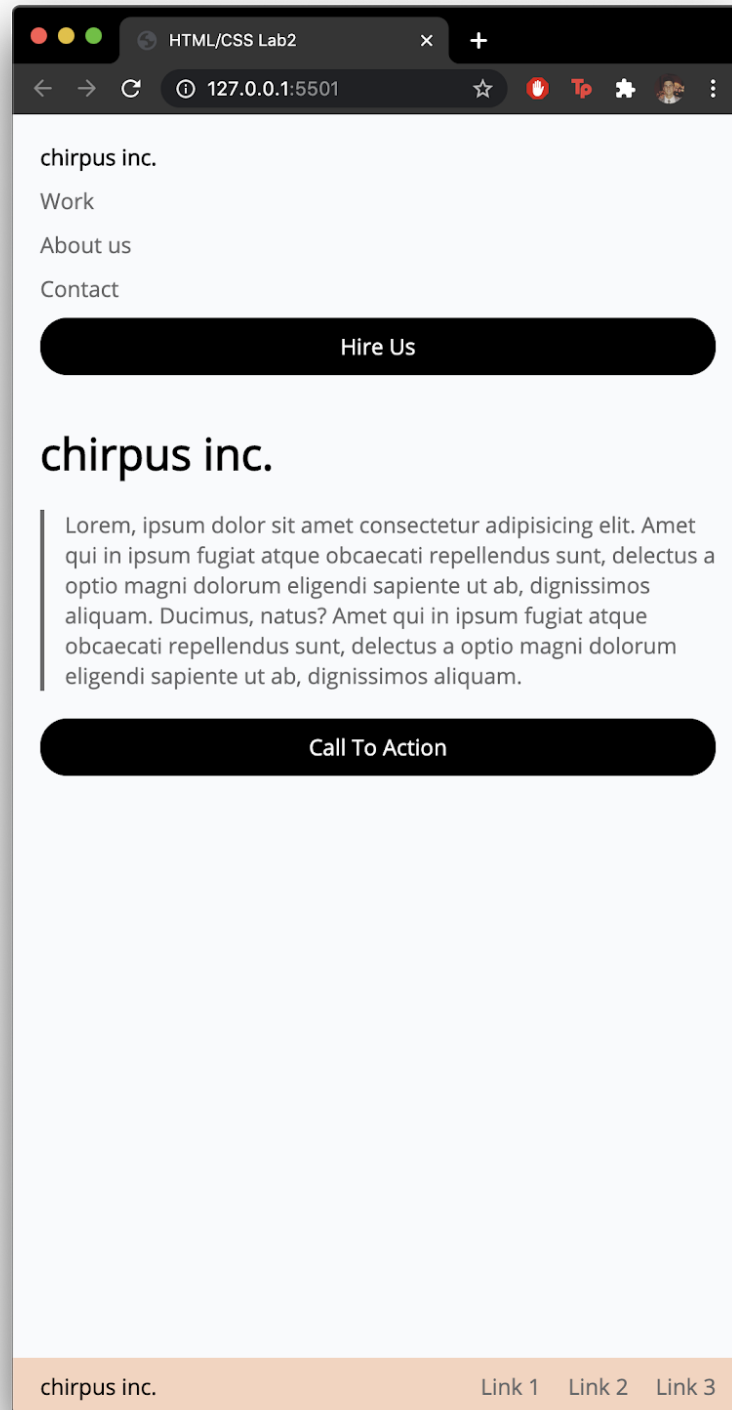 HTML/CSS Lab2
127.0.0.1:5501
Tp
chirpus inc.
Work
About us
Contact
Hire Us
chirpus inc.
Lorem, ipsum dolor sit amet consectetur adipisicing elit. Amet
qui in ipsum fugiat atque obcaecati repellendus sunt, delectus a
optio magni dolorum eligendi sapiente ut ab, dignissimos
aliquam. Ducimus, natus? Amet qui in ipsum fugiat atque
obcaecati repellendus sunt, delectus a optio magni dolorum
eligendi sapiente ut ab, dignissimos aliquam.
Call To Action
chirpus inc. Link 1 Link 2 Link 3